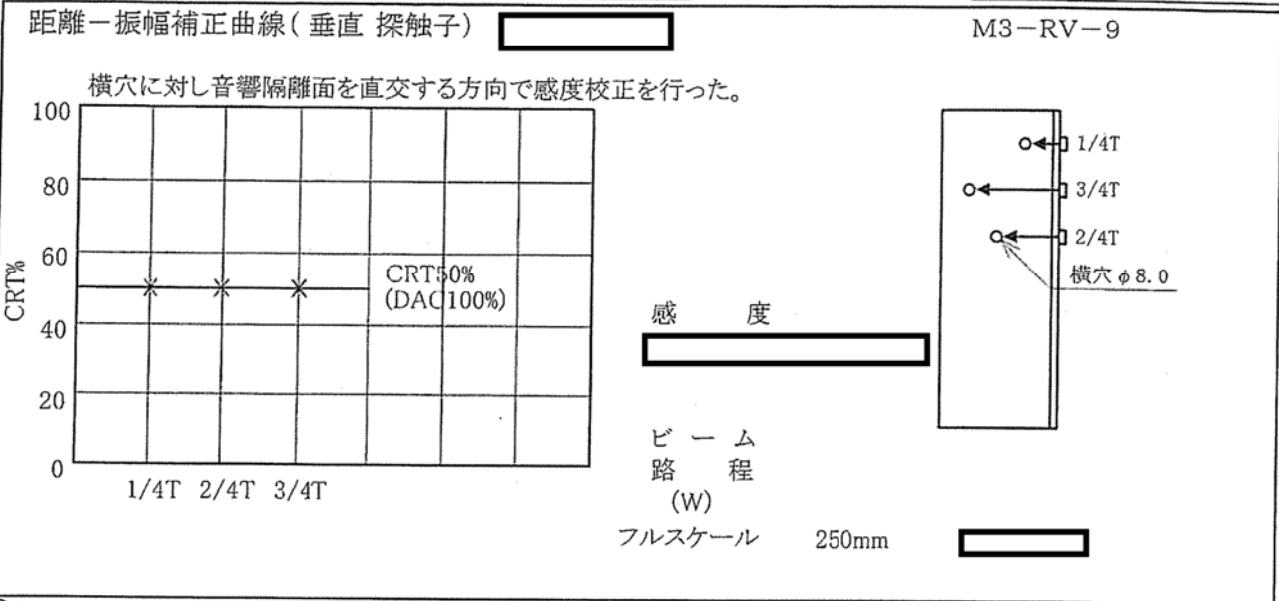 距離－振幅補正曲線(垂直 探触子)
M3－RV－9
横穴に対し音響隔離面を直交する方向で感度校正を行った。
100
80
60
40
20
0
CRT%
CRT50%
(DAC100%)
1/4T 2/4T 3/4T
1/4T
3/4T
2/4T
横穴φ8.0
感 度
ビ ー ム
路 程
(W)
フルスケール 250mm